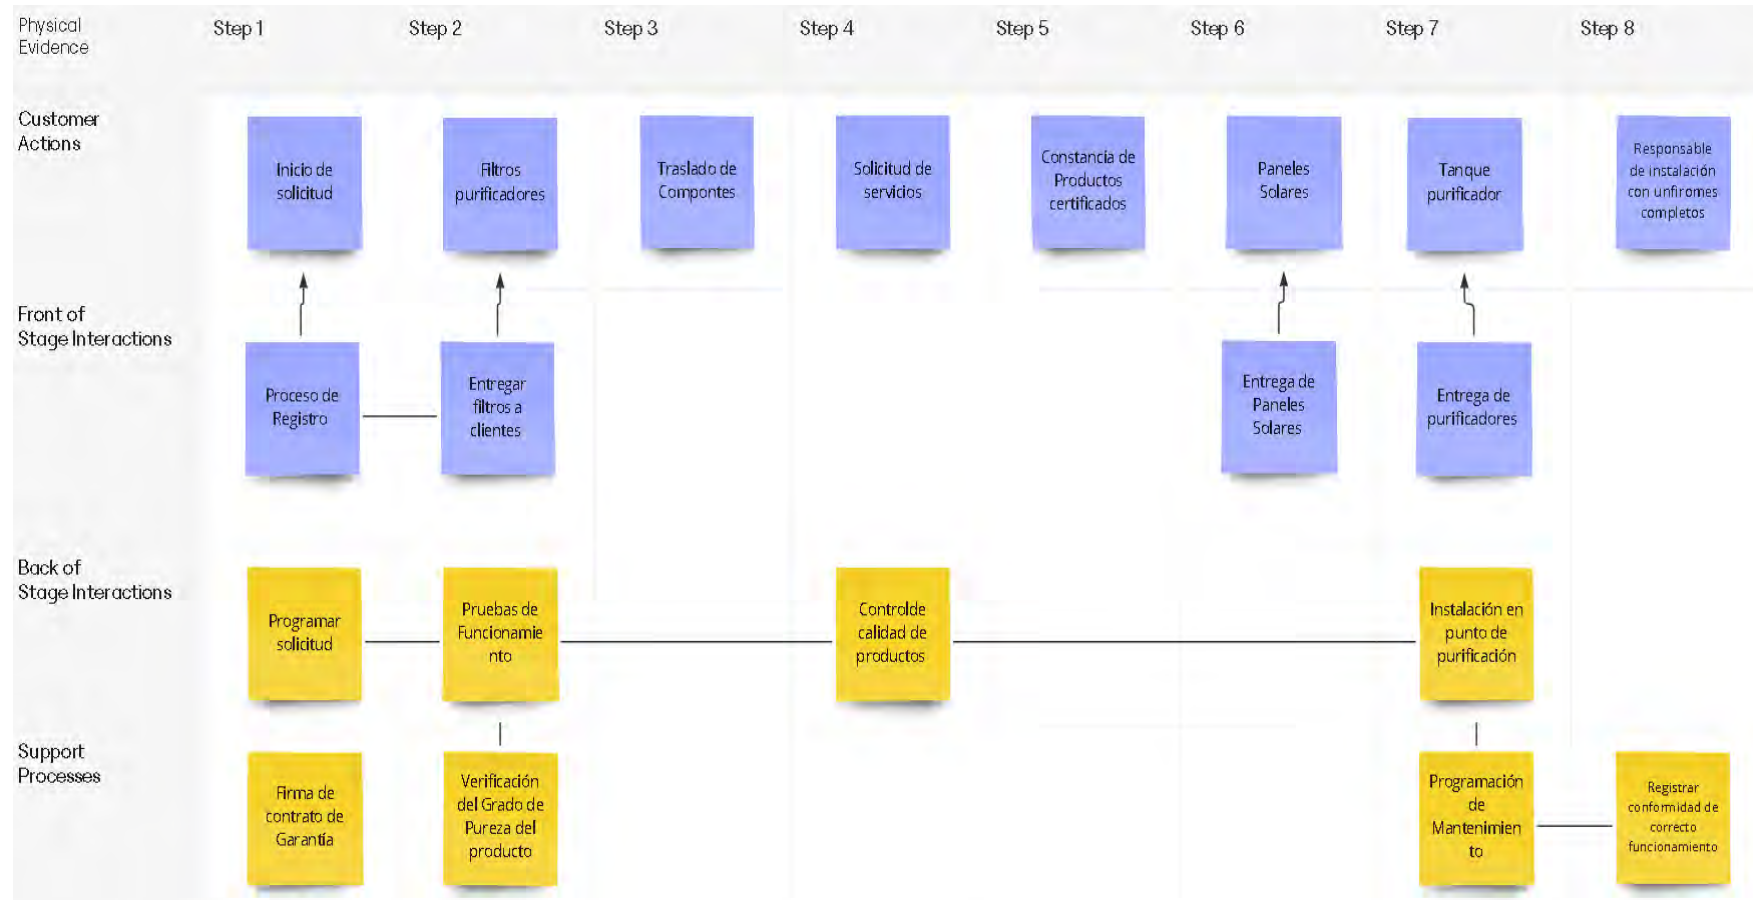 Physical
Evidence
Step 1
Step 2
Step 3
Step 4
Step 5
Step 6
Step 7
Step 8
Customer
Actions
Inicio de
solicitud
Filtros
purificadores
Traslado de
Compontes
Solicitud de
servicios
Constancia de
Productos
certificados
Paneles
Solares
Tanque
purificador
Responsable
de instalación
con unfiromes
completos
Front of
Stage Interactions
Proceso de
Registro
Entregar
filtros a
clientes
Entrega de
Paneles
Solares
Entrega de
purificadores
Back of
Stage Interactions
Programar
solicitud
Pruebas de
Funcionamie
nto
Controlde
calidad de
productos
Instalación en
punto de
purificación
Support
Processes
Firma de
contrato de
Garantía
Verificación
del Grado de
Pureza del
producto
Programación
de
Mantenimien
to
Registrar
conformidad de
correcto
funcionamiento